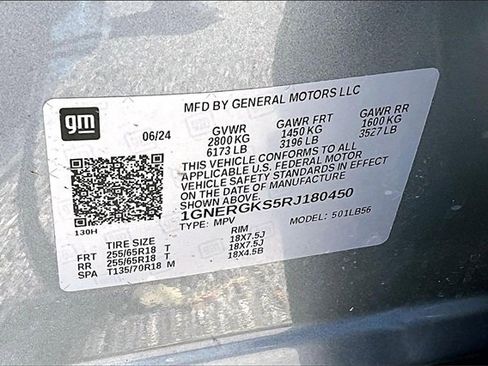 MFD BY GENERAL MOTORS LLC
gm
06/24
GVWR GAWR FRT GAWR RR
2800 KG 1450 KG 1600 KG
6173 LB 3196 LB 3527 LB
THIS VEHICLE CONFORMS TO ALL
APPLICABLE U.S. FEDERAL MOTOR
VEHICLE SAFETY STANDARDS IN EFFECT
ON THE DATE OF MANUFACTURE
SHOWN ABOVE.
1GNERGKS5RJ180450
TYPE: MPV MODEL: 501LB56
130H
TIRE SIZE RIM
FRT 255/65R18 T 18X7.5J
RR 255/65R18 T 18X7.5J
SPA T135/70R18 M 18X4.5B